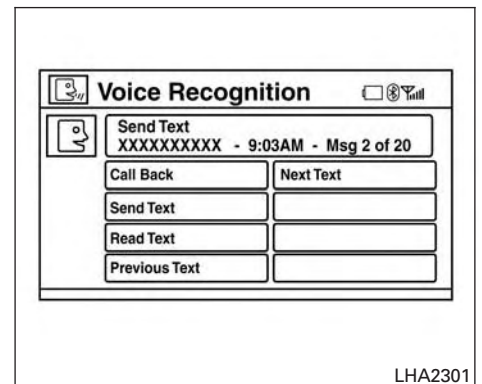 Voice Recognition
Send Text
XXXXXXXXXX - 9:03AM - Msg 2 of 20
Call Back
Next Text
Send Text
Read Text
Previous Text
LHA2301